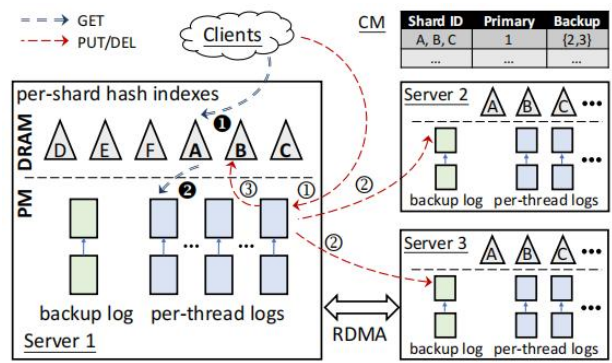 GET
PUT/DEL
Clients
CM
Shard ID Primary Backup
A, B, C 1 {2,3}
... ... ...
per-shard hash indexes
DRAM
D E F A B C
❶
PM
❷ ③ ①
... ...
backup log per-thread logs
Server 1
RDMA
Server 2
A B C ...
②
...
backup log per-thread logs
Server 3
A B C ...
②
...
backup log per-thread logs